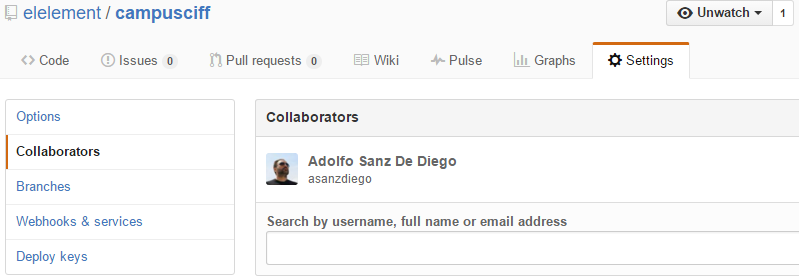 elelement / campusciff
Unwatch 1
Code Issues 0 Pull requests 0 Wiki Pulse Graphs Settings
Options
Collaborators
Branches
Webhooks & services
Deploy keys
Collaborators
Adolfo Sanz De Diego
asanzdiego
Search by username, full name or email address